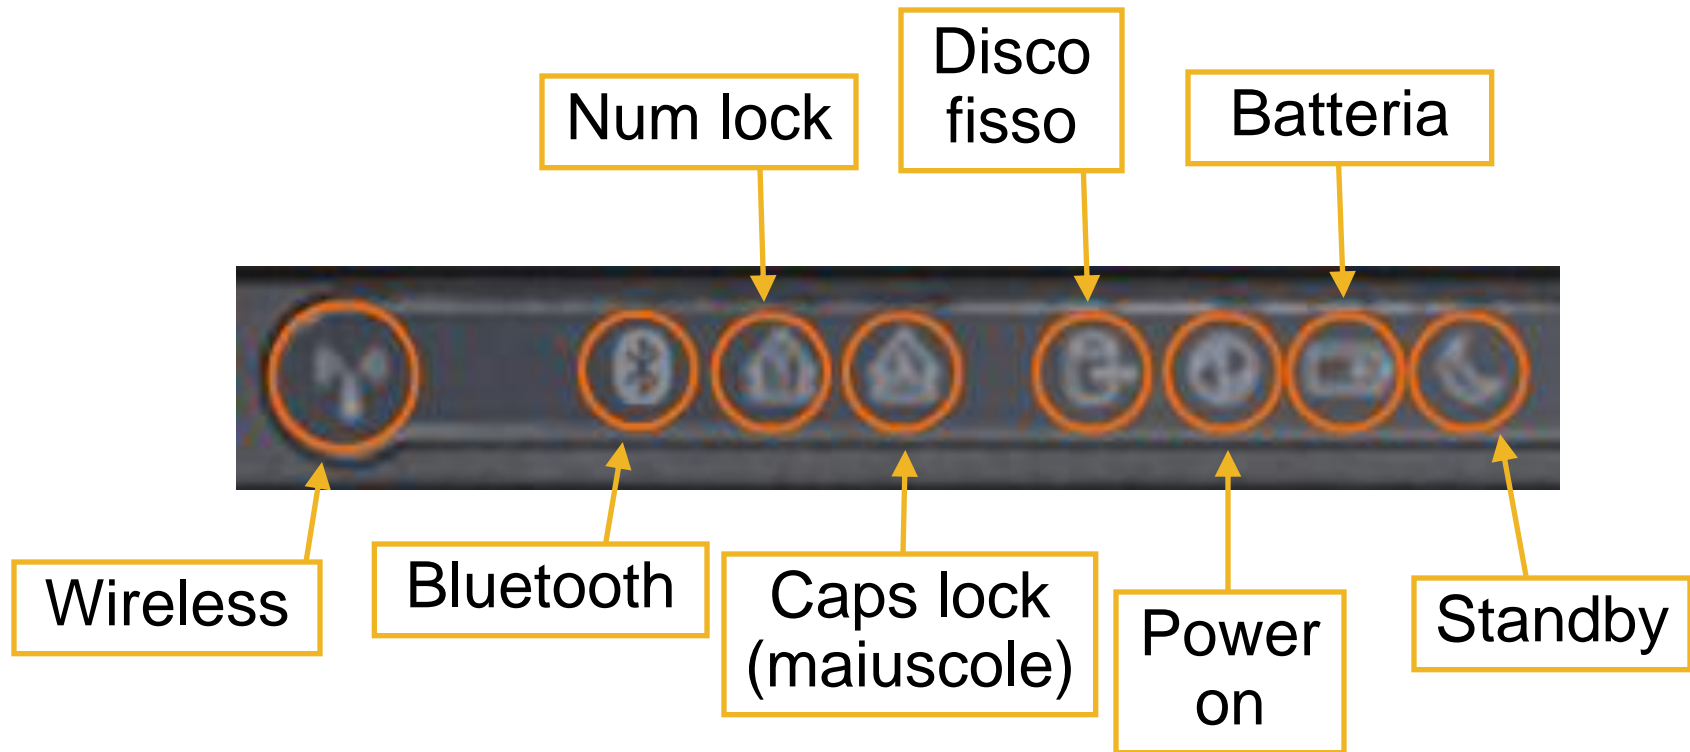 Disco
fisso
Num lock
Batteria
Wireless
Bluetooth
Caps lock
(maiuscole)
Power
on
Standby